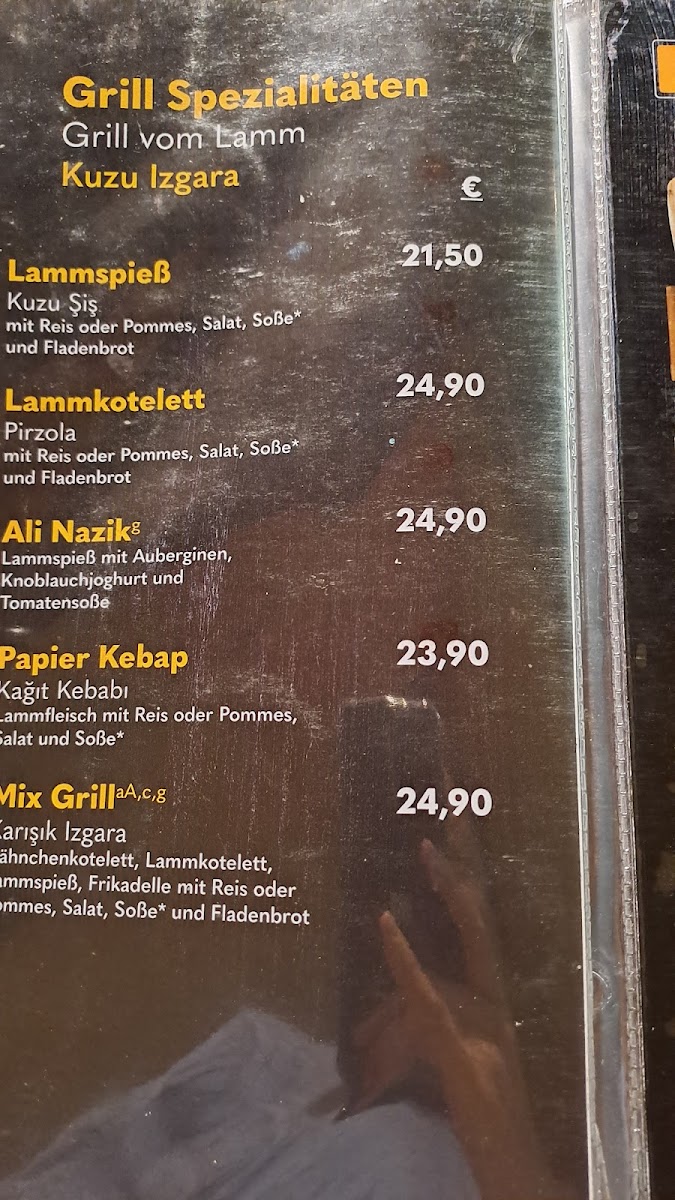 Grill Spezialitäten
Grill vom Lamm
Kuzu Izgara
€
Lammspieß 21,50
Kuzu Şiş
mit Reis oder Pommes, Salat, Soße*
und Fladenbrot
Lammkotelett 24,90
Pirzola
mit Reis oder Pommes, Salat, Soße*
und Fladenbrot
Ali Nazik g 24,90
Lammspieß mit Auberginen,
Knoblauchjoghurt und
Tomatensoße
Papier Kebap 23,90
Kağıt Kebabı
Lammfleisch mit Reis oder Pommes,
Salat und Soße*
Mix Grill aA,c,g 24,90
Karışık Izgara
ähnchenkotelett, Lammkotelett,
ammspieß, Frikadelle mit Reis oder
ommes, Salat, Soße* und Fladenbrot